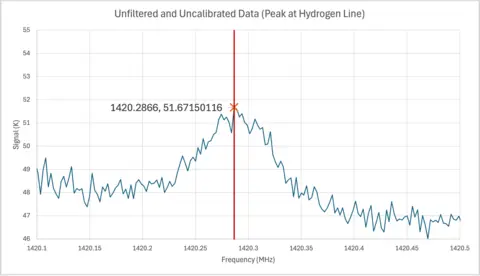 Unfiltered and Uncalibrated Data (Peak at Hydrogen Line)
55
54
53
52
1420.2866, 51.67150116
51
50
49
48
47
46
Signal (K)
1420.1 1420.15 1420.2 1420.25 1420.3 1420.35 1420.4 1420.45 1420.5
Frequency (MHz)